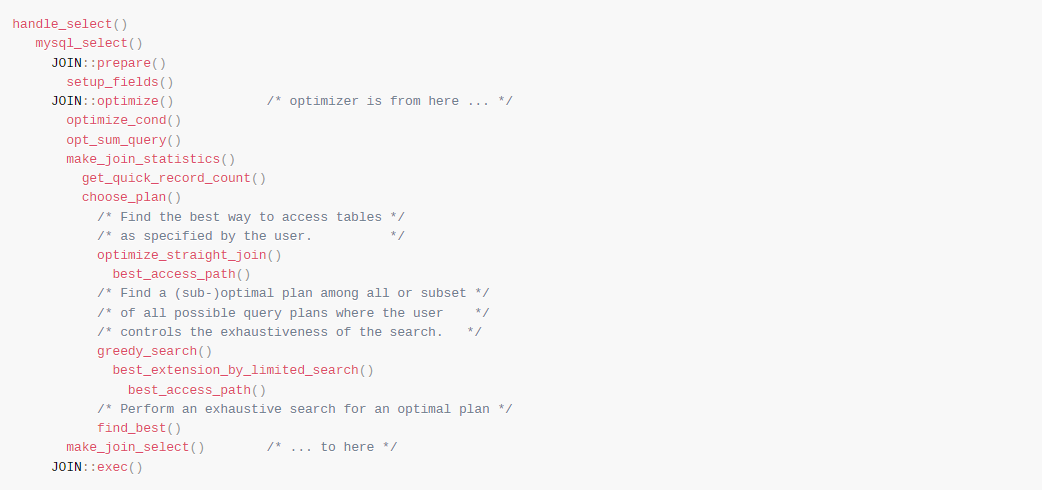 handle_select()
   mysql_select()
     JOIN::prepare()
       setup_fields()
     JOIN::optimize()            /* optimizer is from here ... */
       optimize_cond()
       opt_sum_query()
       make_join_statistics()
         get_quick_record_count()
         choose_plan()
           /* Find the best way to access tables */
           /* as specified by the user.          */
           optimize_straight_join()
             best_access_path()
           /* Find a (sub-)optimal plan among all or subset */
           /* of all possible query plans where the user    */
           /* controls the exhaustiveness of the search.   */
           greedy_search()
             best_extension_by_limited_search()
               best_access_path()
           /* Perform an exhaustive search for an optimal plan */
           find_best()
       make_join_select()        /* ... to here */
     JOIN::exec()